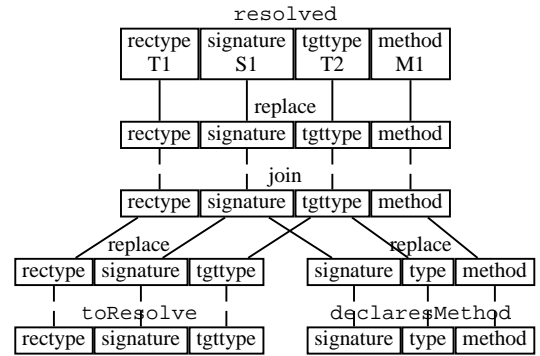 resolved
rectype signature tgttype method
T1 S1 T2 M1
replace
rectype signature tgttype method
join
rectype signature tgttype method
replace replace
rectype signature tgttype signature type method
toResolve declaresMethod
rectype signature tgttype signature type method